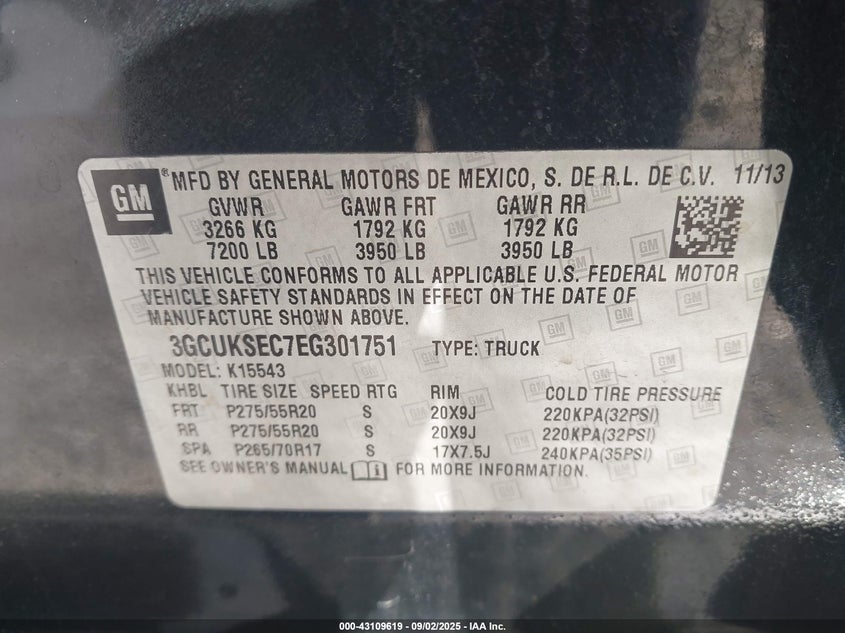 GM ® MFD BY GENERAL MOTORS DE MEXICO, S. DE R.L. DE C.V. 11/13
GVWR GAWR FRT GAWR RR
3266 KG 1792 KG 1792 KG
7200 LB 3950 LB 3950 LB
THIS VEHICLE CONFORMS TO ALL APPLICABLE U.S. FEDERAL MOTOR
VEHICLE SAFETY STANDARDS IN EFFECT ON THE DATE OF
MANUFACTURE SHOWN ABOVE.
3GCUKSEC7EG301751 TYPE: TRUCK
MODEL: K15543
KHBL TIRE SIZE SPEED RTG RIM COLD TIRE PRESSURE
FRT P275/55R20 S 20X9J 220KPA(32PSI)
RR P275/55R20 S 20X9J 220KPA(32PSI)
SPA P265/70R17 S 17X7.5J 240KPA(35PSI)
SEE OWNER'S MANUAL FOR MORE INFORMATION.
000-43109619 - 09/02/2025 - IAA Inc.